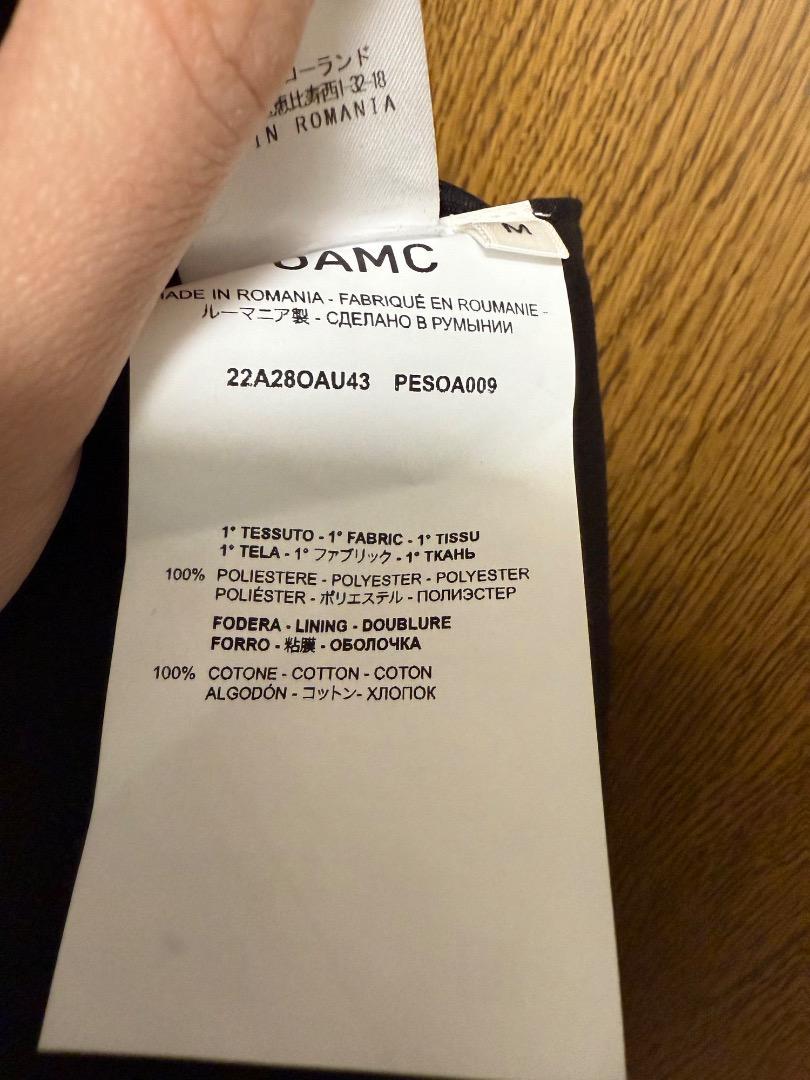 ローランド
恵比寿西1-32-18
IN ROMANIA
M
OAMC
MADE IN ROMANIA - FABRIQUÉ EN ROUMANIE -
ルーマニア製 - СДЕЛАНО В РУМЫНИИ
22A28OAU43 PESOA009
1° TESSUTO - 1° FABRIC - 1° TISSU
1° TELA - 1° ファブリック - 1° ТКАНЬ
100% POLIESTERE - POLYESTER - POLYESTER
POLIÉSTER - ポリエステル - ПОЛИЭСТЕР
FODERA - LINING - DOUBLURE
FORRO - 粘膜 - ОБОЛОЧКА
100% COTONE - COTTON - COTON
ALGODÓN - コットン- ХЛОПОК